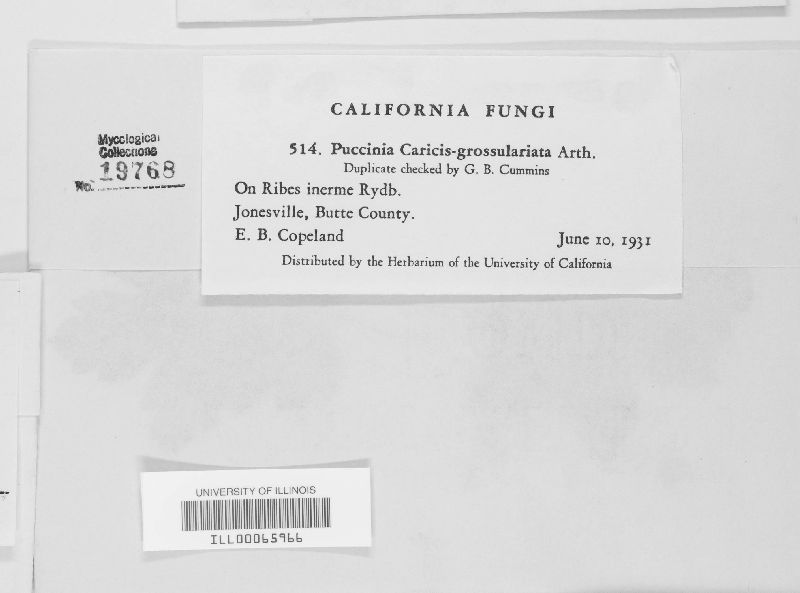 CALIFORNIA FUNGI
514. Puccinia Caricis-grossulariata Arth.
Duplicate checked by G. B. Cummins
On Ribes inerme Rydb.
Jonesville, Butte County.
E. B. Copeland June 10, 1931
Distributed by the Herbarium of the University of California
Mycological
Collections
No. 19768
UNIVERSITY OF ILLINOIS
ILL00065966